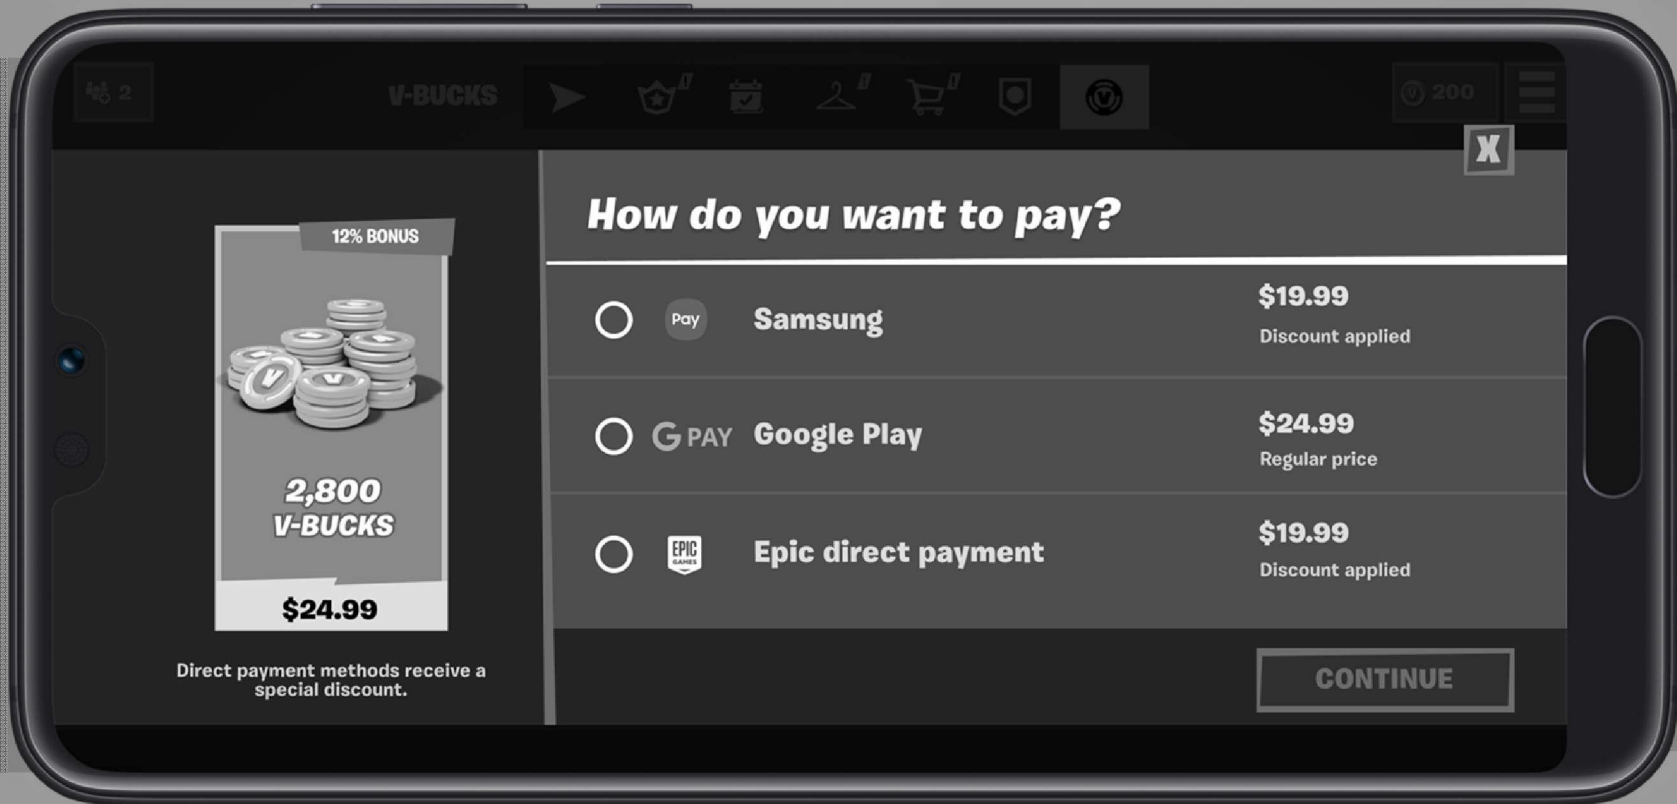 2
V-BUCKS
200
X
12% BONUS
2,800
V-BUCKS
$24.99
Direct payment methods receive a
special discount.
How do you want to pay?
Pay
Samsung
$19.99
Discount applied
G PAY
Google Play
$24.99
Regular price
EPIC
GAMES
Epic direct payment
$19.99
Discount applied
CONTINUE